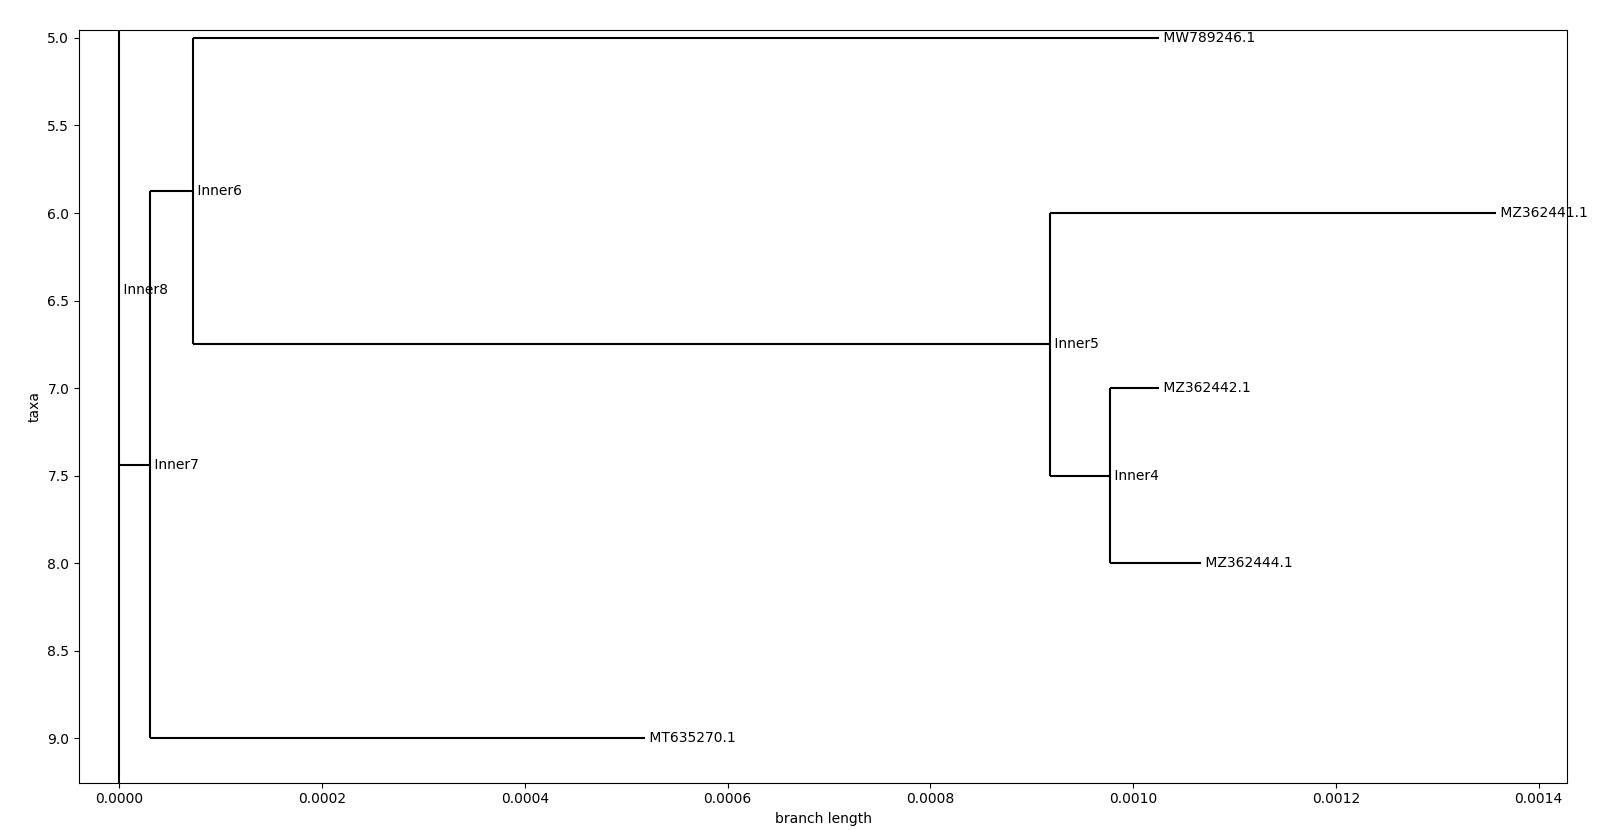 5.0
MW789246.1
5.5
Inner6
6.0
MZ362441.1
Inner8
6.5
Inner5
7.0
MZ362442.1
taxa
Inner7
7.5
Inner4
8.0
MZ362444.1
8.5
9.0
MT635270.1
0.0000 0.0002 0.0004 0.0006 0.0008 0.0010 0.0012 0.0014
branch length